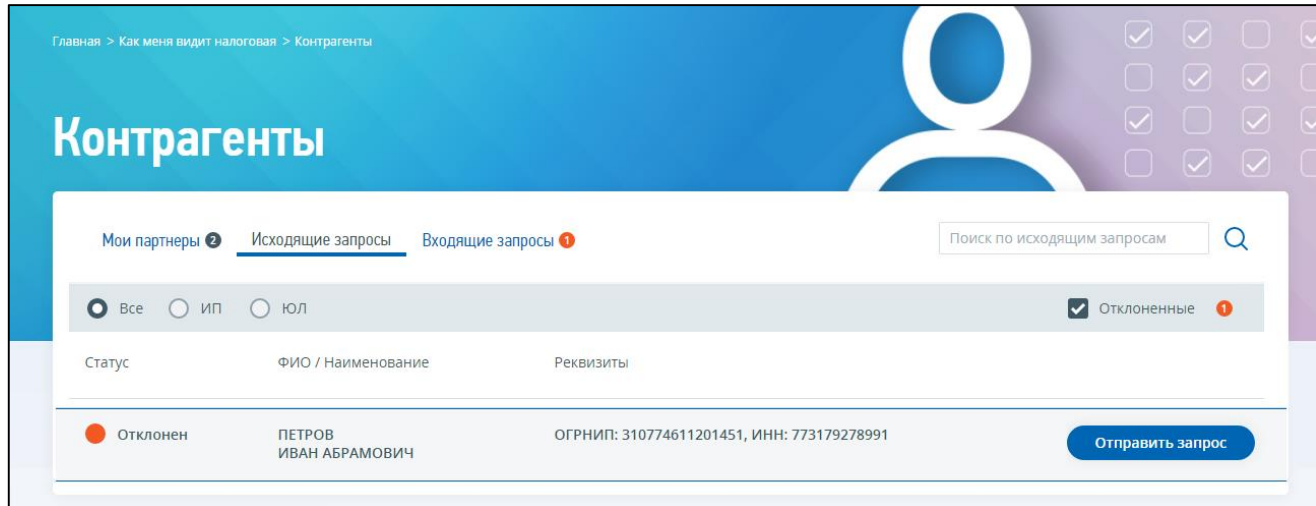 Главная > Как меня видит налоговая > Контрагенты
Контрагенты
Мои партнеры 2 Исходящие запросы Входящие запросы 1 Поиск по исходящим запросам
Все ИП ЮЛ Отклоненные 1
Статус ФИО / Наименование Реквизиты
Отклонен ПЕТРОВ ОГРНИП: 310774611201451, ИНН: 773179278991 Отправить запрос
ИВАН АБРАМОВИЧ